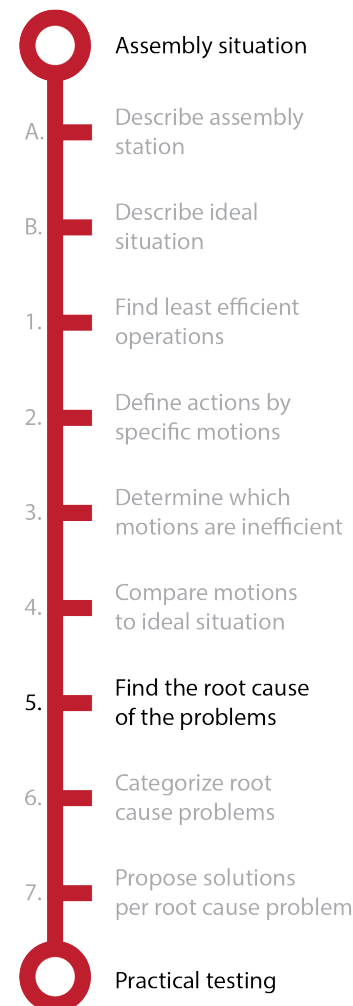 Assembly situation
A. Describe assembly
station
B. Describe ideal
situation
1. Find least efficient
operations
2. Define actions by
specific motions
3. Determine which
motions are inefficient
4. Compare motions
to ideal situation
5. Find the root cause
of the problems
6. Categorize root
cause problems
7. Propose solutions
per root cause problem
Practical testing